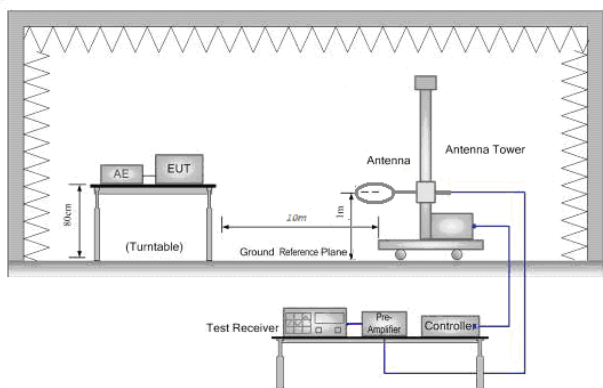 AE
EUT
80cm
(Turntable)
10m
Antenna
Antenna Tower
1m
Ground Reference Plane
Test Receiver
Pre-
Amplifier
Controller